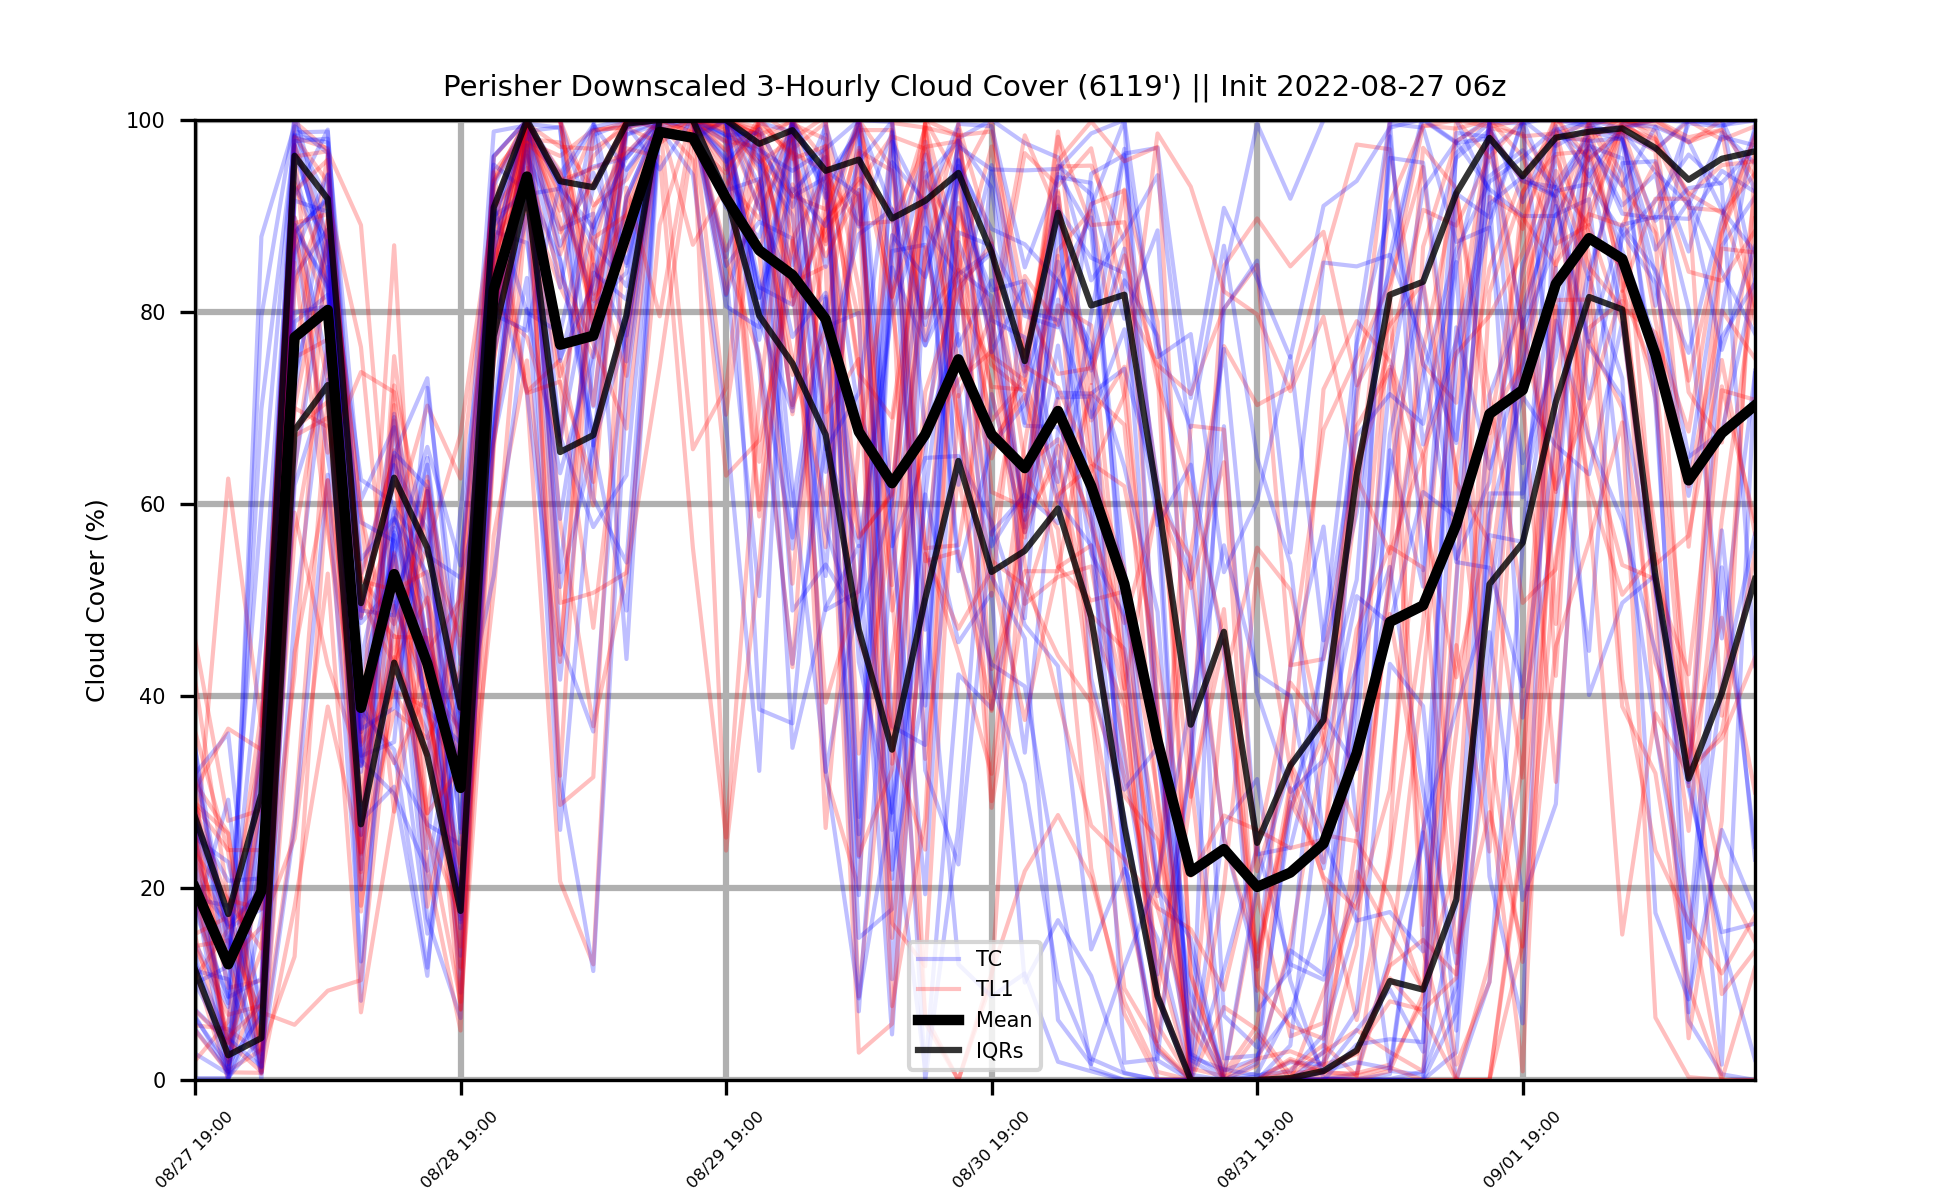 Perisher Downscaled 3-Hourly Cloud Cover (6119') || Init 2022-08-27 06z
Cloud Cover (%)
100
80
60
40
20
0
TC
TL1
Mean
IQRs
08/27 19:00
08/28 19:00
08/29 19:00
08/30 19:00
08/31 19:00
09/01 19:00